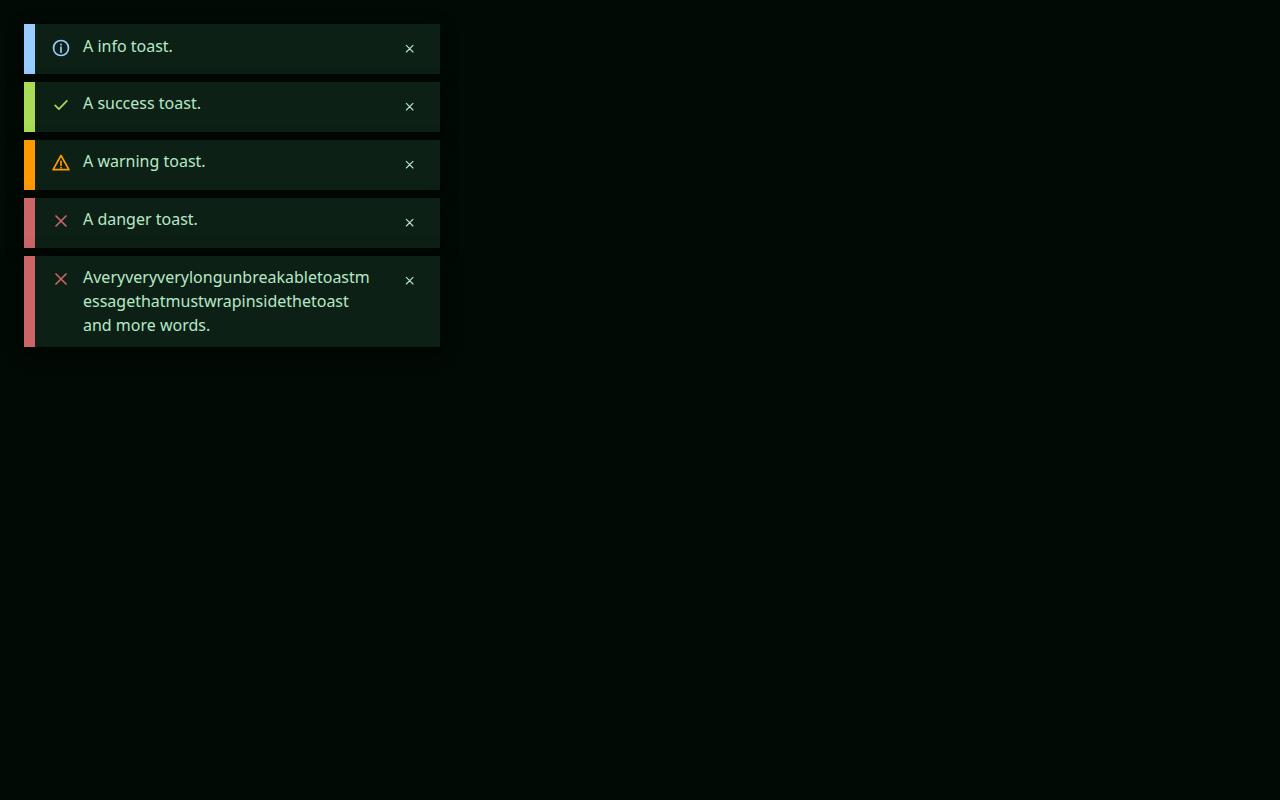 A info toast.
A success toast.
A warning toast.
A danger toast.
Averyveryverylongunbreakabletoastm
essagethatmustwrapinsidethetoast
and more words.